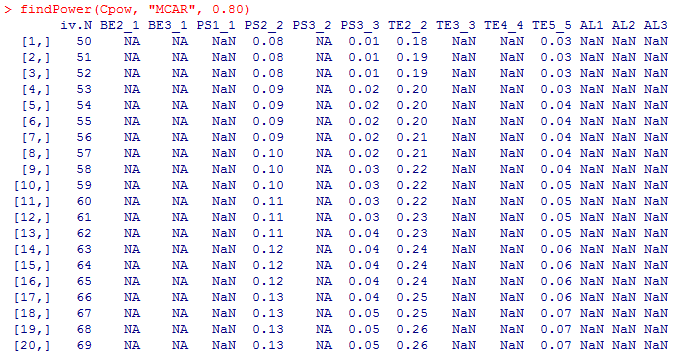 > findPower(Cpow, "MCAR", 0.80)
      iv.N BE2_1 BE3_1 PS1_1 PS2_2 PS3_2 PS3_3 TE2_2 TE3_3 TE4_4 TE5_5 AL1 AL2 AL3
 [1,]   50    NA    NA   NaN  0.08    NA  0.01  0.18   NaN   NaN  0.03 NaN NaN NaN
 [2,]   51    NA    NA   NaN  0.08    NA  0.01  0.19   NaN   NaN  0.03 NaN NaN NaN
 [3,]   52    NA    NA   NaN  0.08    NA  0.01  0.19   NaN   NaN  0.03 NaN NaN NaN
 [4,]   53    NA    NA   NaN  0.09    NA  0.02  0.20   NaN   NaN  0.03 NaN NaN NaN
 [5,]   54    NA    NA   NaN  0.09    NA  0.02  0.20   NaN   NaN  0.04 NaN NaN NaN
 [6,]   55    NA    NA   NaN  0.09    NA  0.02  0.20   NaN   NaN  0.04 NaN NaN NaN
 [7,]   56    NA    NA   NaN  0.09    NA  0.02  0.21   NaN   NaN  0.04 NaN NaN NaN
 [8,]   57    NA    NA   NaN  0.10    NA  0.02  0.21   NaN   NaN  0.04 NaN NaN NaN
 [9,]   58    NA    NA   NaN  0.10    NA  0.03  0.22   NaN   NaN  0.04 NaN NaN NaN
[10,]   59    NA    NA   NaN  0.10    NA  0.03  0.22   NaN   NaN  0.05 NaN NaN NaN
[11,]   60    NA    NA   NaN  0.11    NA  0.03  0.22   NaN   NaN  0.05 NaN NaN NaN
[12,]   61    NA    NA   NaN  0.11    NA  0.03  0.23   NaN   NaN  0.05 NaN NaN NaN
[13,]   62    NA    NA   NaN  0.11    NA  0.04  0.23   NaN   NaN  0.05 NaN NaN NaN
[14,]   63    NA    NA   NaN  0.12    NA  0.04  0.24   NaN   NaN  0.06 NaN NaN NaN
[15,]   64    NA    NA   NaN  0.12    NA  0.04  0.24   NaN   NaN  0.06 NaN NaN NaN
[16,]   65    NA    NA   NaN  0.12    NA  0.04  0.24   NaN   NaN  0.06 NaN NaN NaN
[17,]   66    NA    NA   NaN  0.13    NA  0.04  0.25   NaN   NaN  0.06 NaN NaN NaN
[18,]   67    NA    NA   NaN  0.13    NA  0.05  0.25   NaN   NaN  0.07 NaN NaN NaN
[19,]   68    NA    NA   NaN  0.13    NA  0.05  0.26   NaN   NaN  0.07 NaN NaN NaN
[20,]   69    NA    NA   NaN  0.13    NA  0.05  0.26   NaN   NaN  0.07 NaN NaN NaN